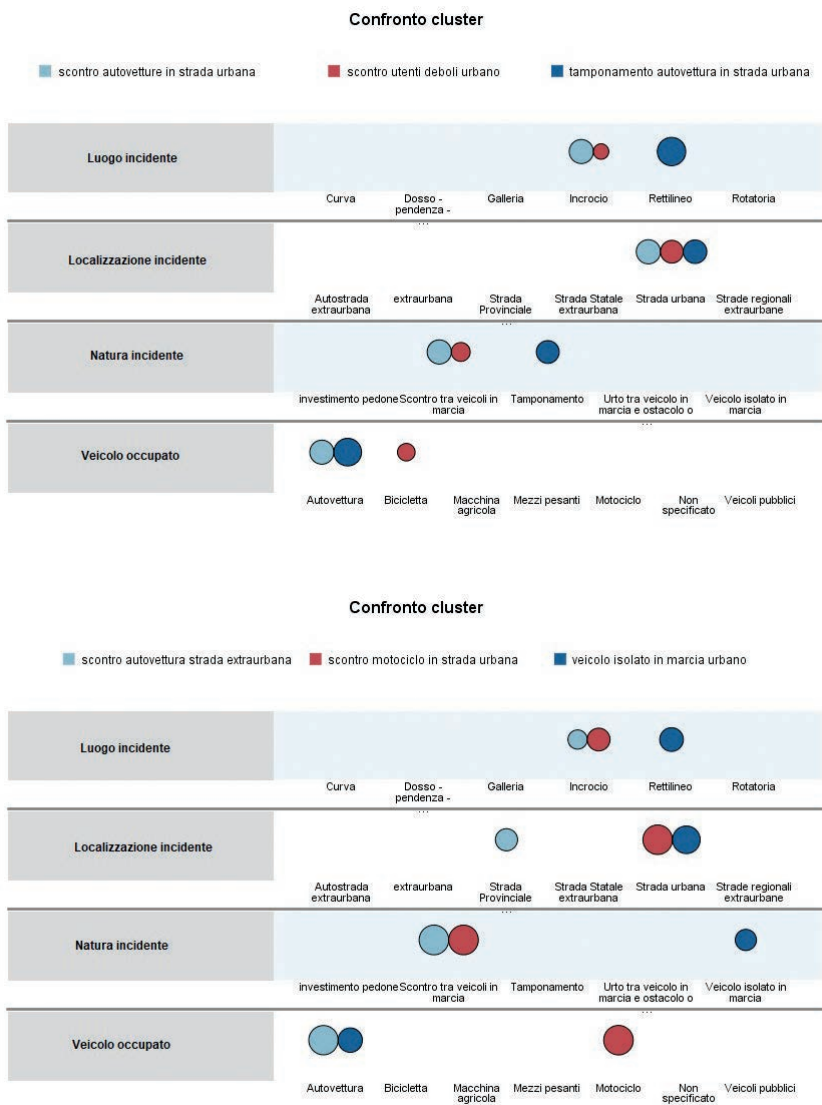 Confronto cluster
scontro autovetture in strada urbana scontro utenti deboli urbano tamponamento autovettura in strada urbana
Luogo incidente
Curva Dosso - Galleria Incrocio Rettilineo Rotatoria
pendenza -
...
Localizzazione incidente
Autostrada extraurbana Strada Strada Statale Strada urbana Strade regionali
extraurbana Provinciale extraurbana extraurbane
...
Natura incidente
investimento pedone Scontro tra veicoli in Tamponamento Urto tra veicolo in Veicolo isolato in
marcia marcia e ostacolo o marcia
...
Veicolo occupato
Autovettura Bicicletta Macchina Mezzi pesanti Motociclo Non Veicoli pubblici
agricola specificato
Confronto cluster
scontro autovettura strada extraurbana scontro motociclo in strada urbana veicolo isolato in marcia urbano
Luogo incidente
Curva Dosso - Galleria Incrocio Rettilineo Rotatoria
pendenza -
...
Localizzazione incidente
Autostrada extraurbana Strada Strada Statale Strada urbana Strade regionali
extraurbana Provinciale extraurbana extraurbane
...
Natura incidente
investimento pedone Scontro tra veicoli in Tamponamento Urto tra veicolo in Veicolo isolato in
marcia marcia e ostacolo o marcia
...
Veicolo occupato
Autovettura Bicicletta Macchina Mezzi pesanti Motociclo Non Veicoli pubblici
agricola specificato